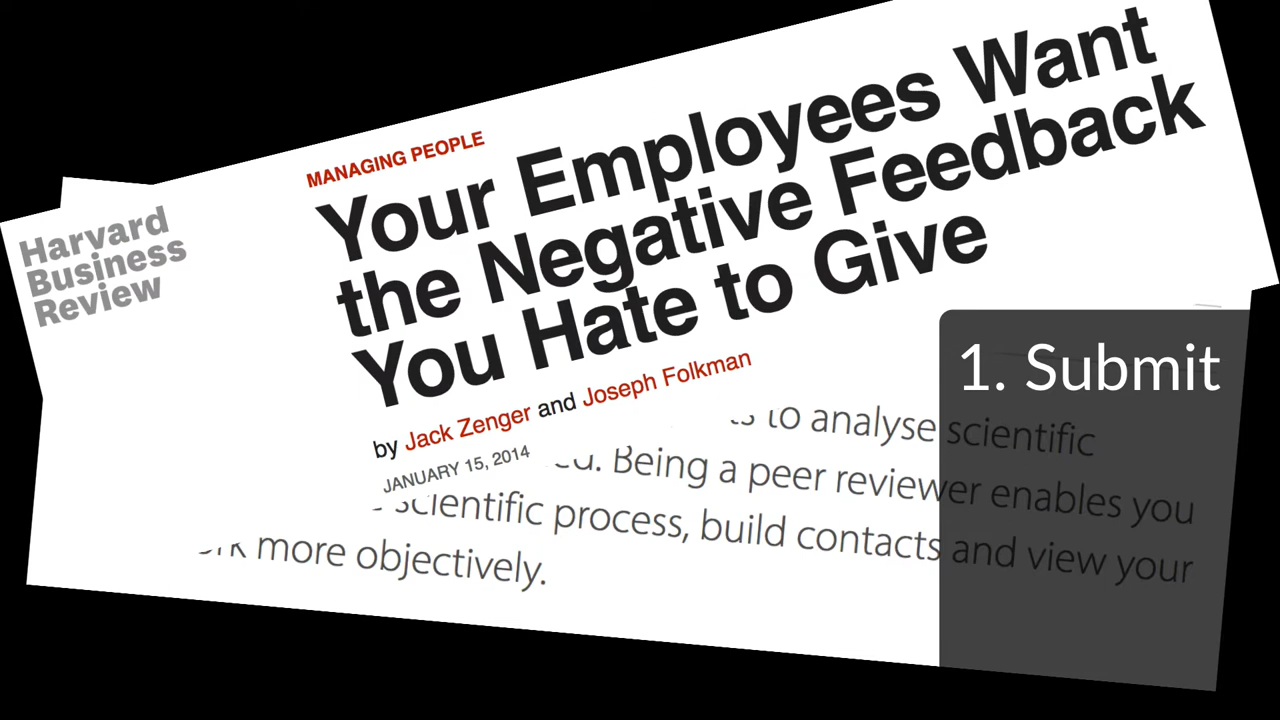 Harvard
Business
Review
MANAGING PEOPLE
Your Employees Want
the Negative Feedback
You Hate to Give
by Jack Zenger and Joseph Folkman
JANUARY 15, 2014
1. Submit
to analyse scientific
Being a peer reviewer enables you
scientific process, build contacts and view your
more objectively.